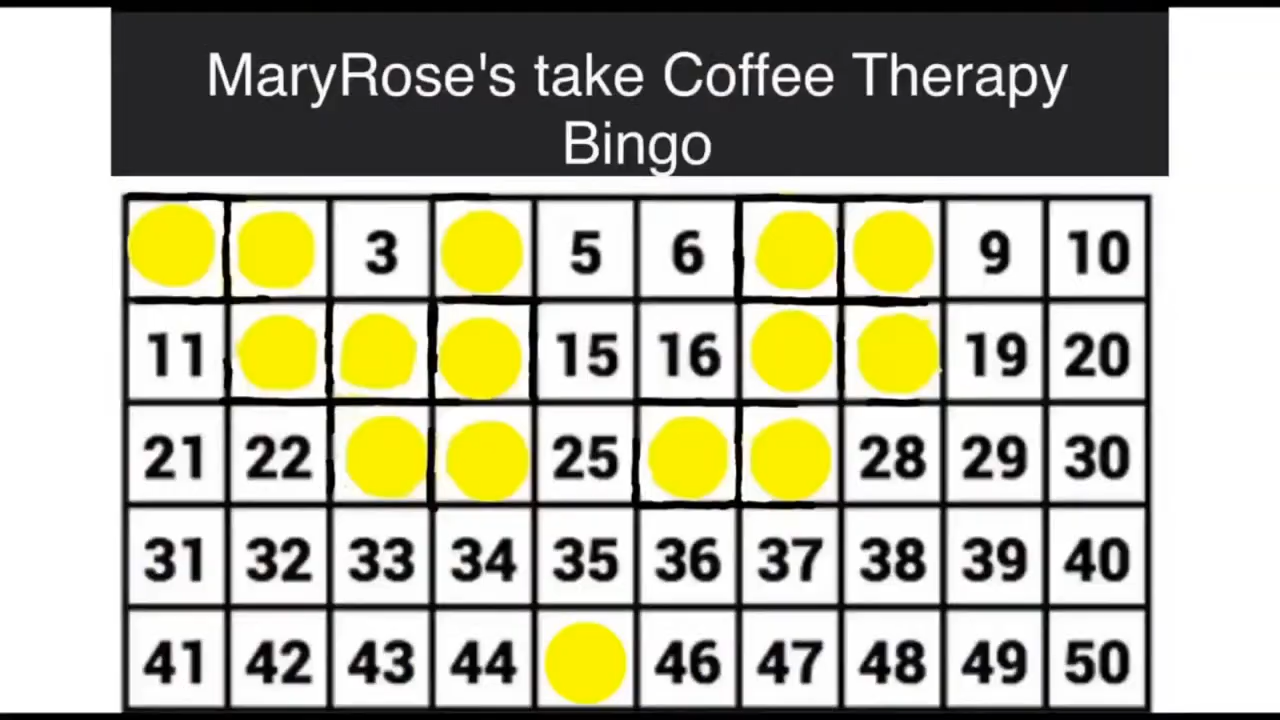 MaryRose's take Coffee Therapy
Bingo
3 5 6 9 10
11 15 16 19 20
21 22 25 28 29 30
31 32 33 34 35 36 37 38 39 40
41 42 43 44 46 47 48 49 50